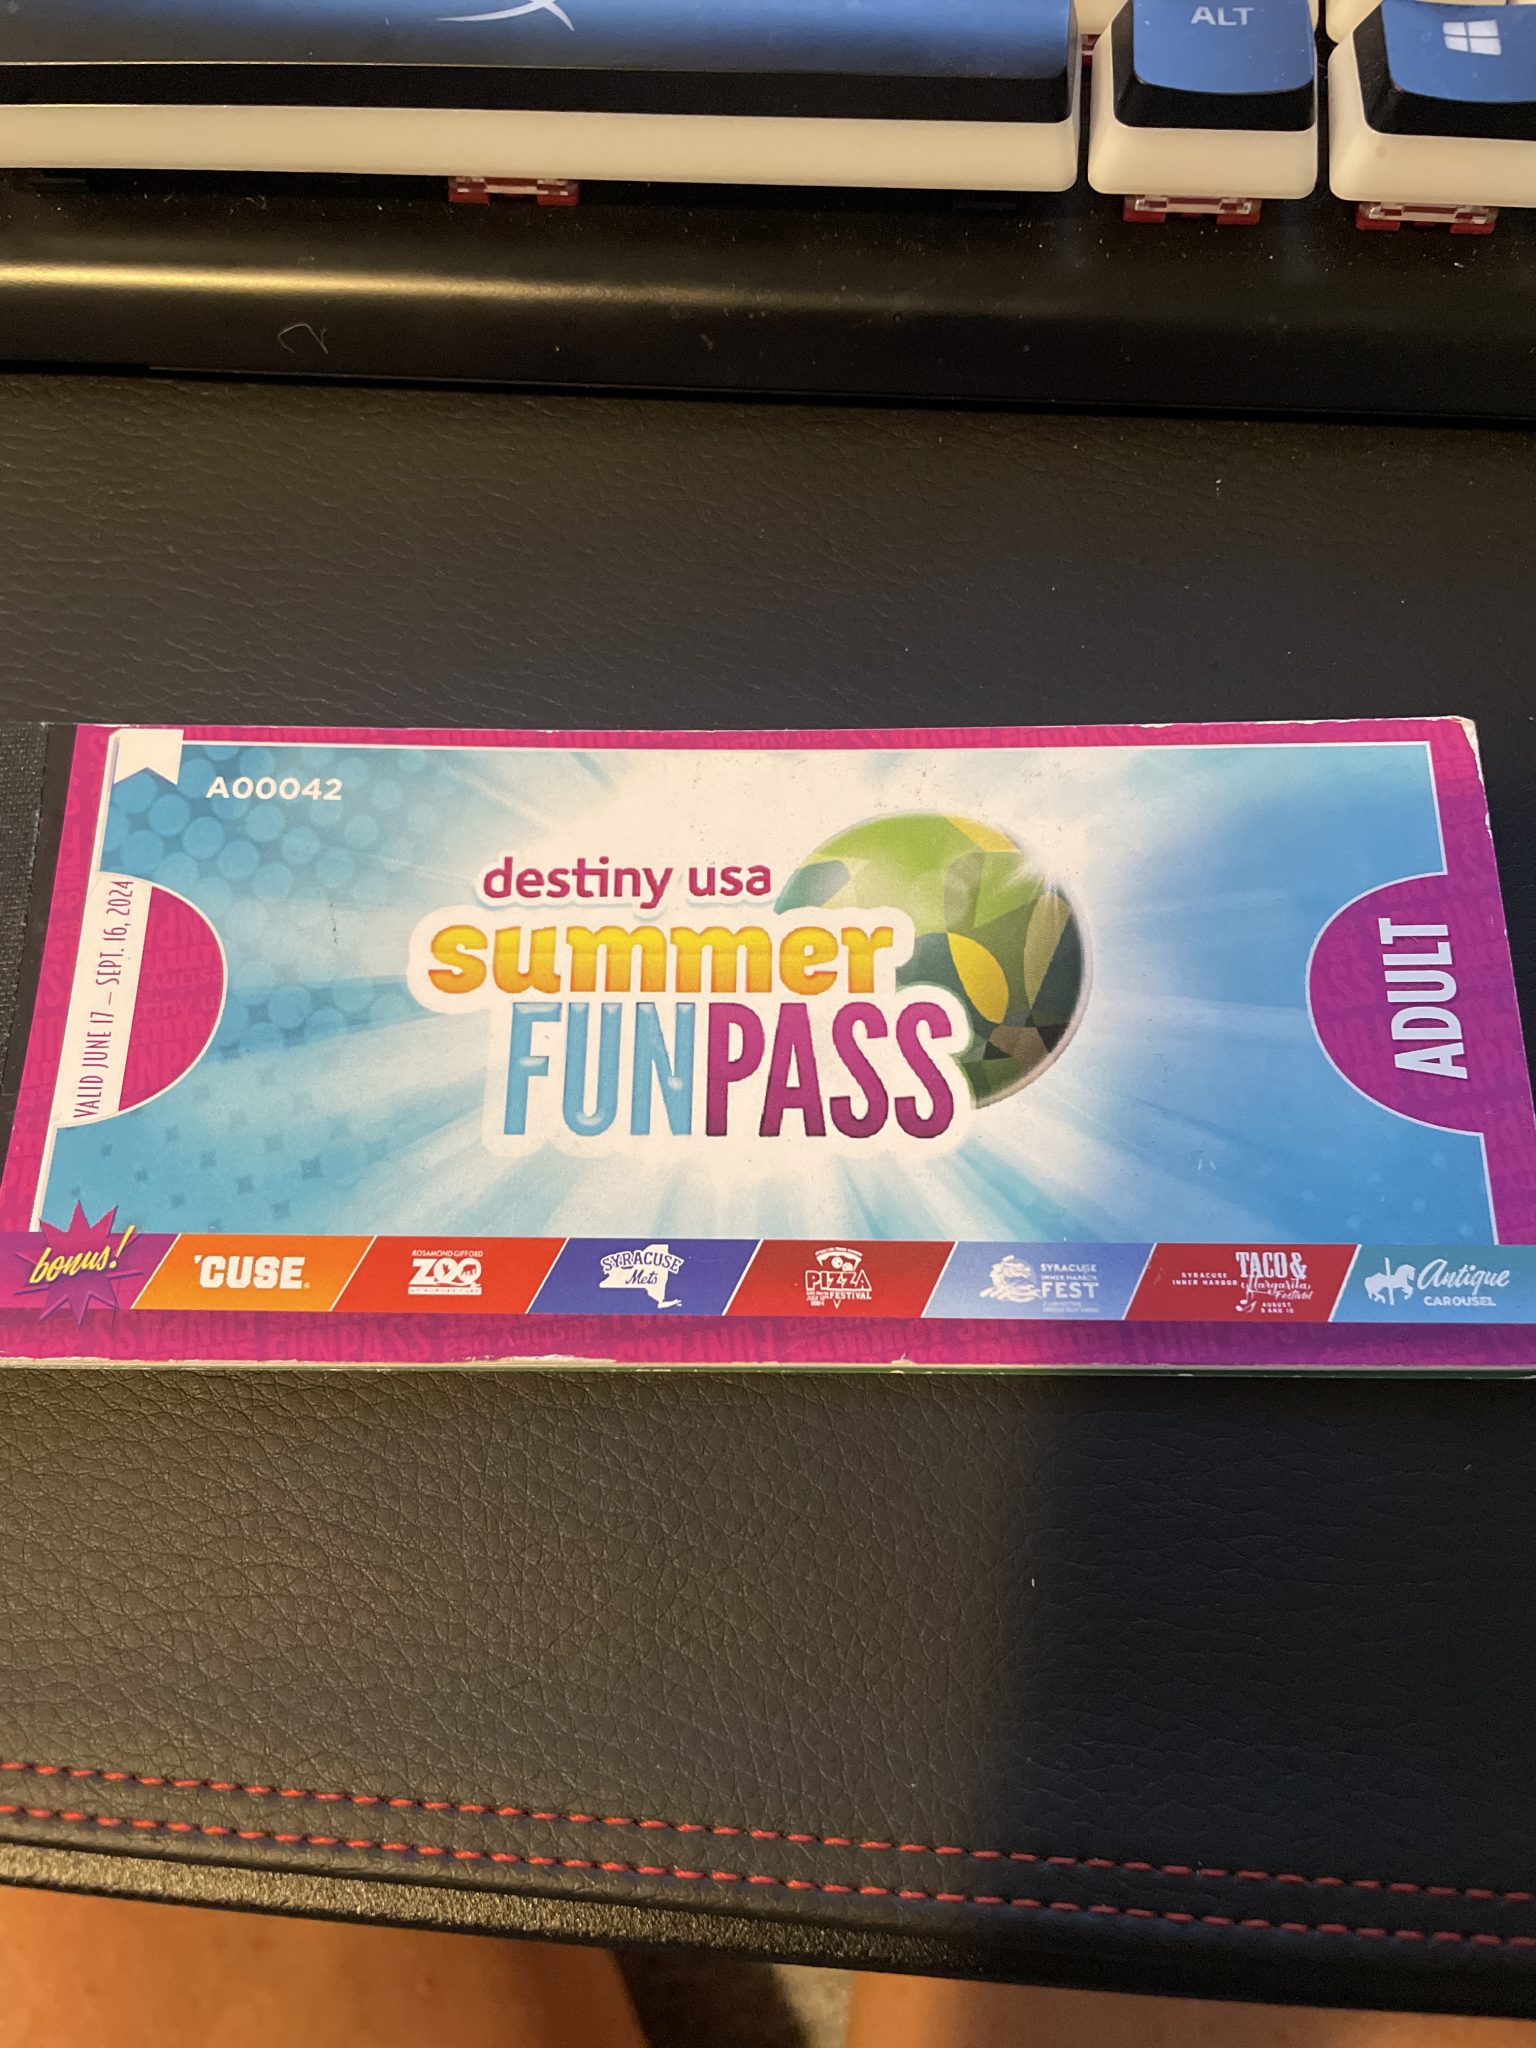 ALT
A00042
destiny usa
summer
FUNPASS
VALID JUNE 17 – SEPT. 16, 2024
ADULT
bonus!
'CUSE
ROSAMOND GIFFORD
ZOO
SYRACUSE
Mets
PIZZA
FESTIVAL
SYRACUSE
INNER HARBOR
FEST
SYRACUSE
INNER HARBOR
TACO &
Margarita
Festival
AUGUST
Antique
CAROUSEL